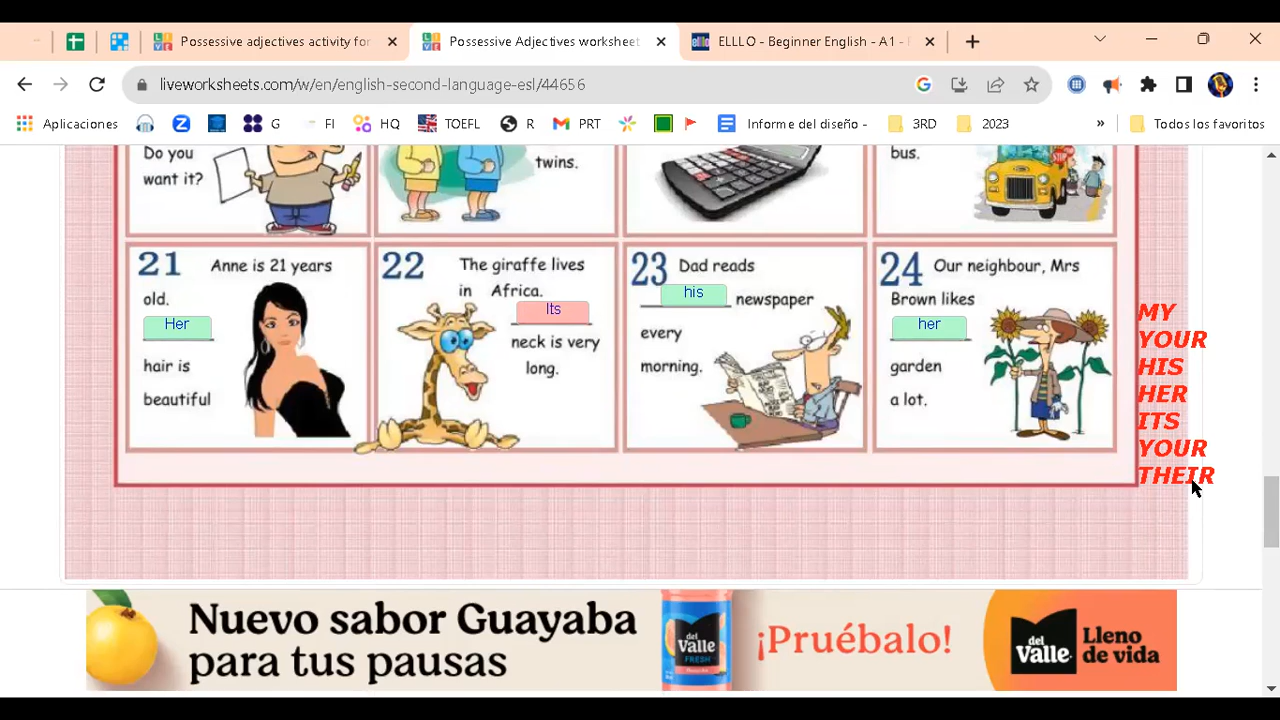 Possessive adjectives activity for
Possessive Adjectives worksheet
ELLLO - Beginner English - A1 -
liveworksheets.com/w/en/english-second-language-esl/44656
Aplicaciones
G
FI
HQ
TOEFL
R
PRT
Informe del diseño -
3RD
2023
»
Todos los favoritos
Do you
want it?
twins.
bus.
STOP
21 Anne is 21 years
old.
Her
hair is
beautiful
22 The giraffe lives
in Africa.
Its
neck is very
long.
23 Dad reads
his newspaper
every
morning.
24 Our neighbour, Mrs
Brown likes
her
garden
a lot.
MY
YOUR
HIS
HER
ITS
YOUR
THEIR
Nuevo sabor Guayaba
para tus pausas
del Valle
FRESH
¡Pruébalo!
del Valle.
Lleno
de vida